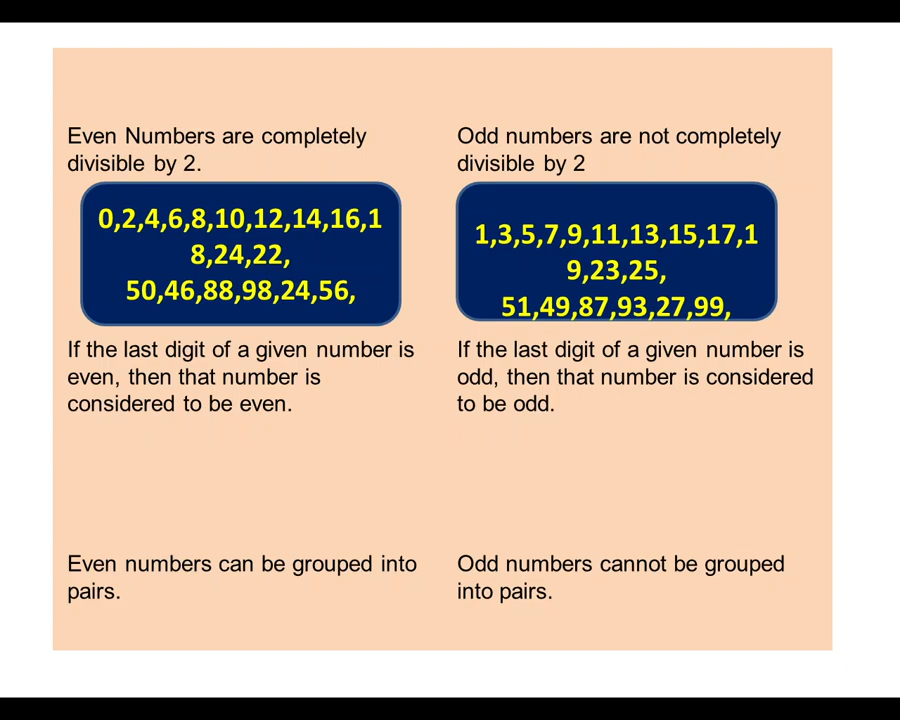 Even Numbers are completely
divisible by 2.
0,2,4,6,8,10,12,14,16,1
8,24,22,
50,46,88,98,24,56,
If the last digit of a given number is
even, then that number is
considered to be even.
Even numbers can be grouped into
pairs.
Odd numbers are not completely
divisible by 2
1,3,5,7,9,11,13,15,17,1
9,23,25,
51,49,87,93,27,99,
If the last digit of a given number is
odd, then that number is considered
to be odd.
Odd numbers cannot be grouped
into pairs.